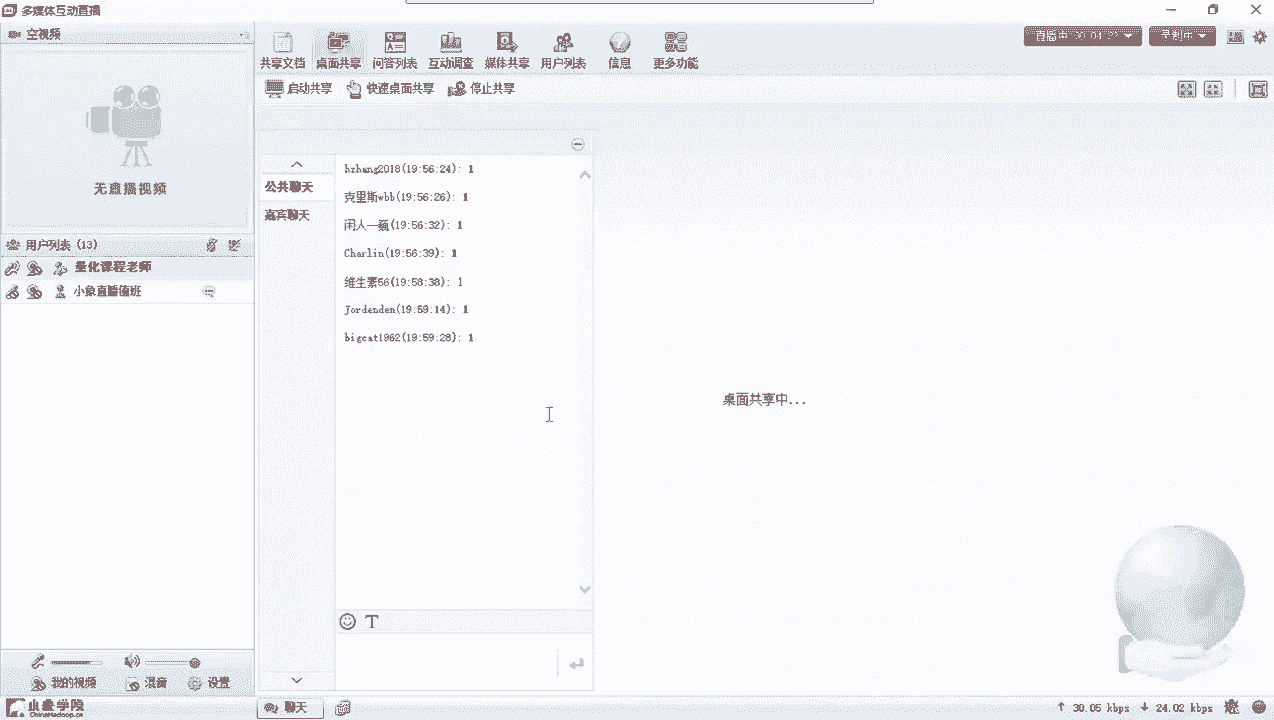 多媒体互动直播
空视频
共享文档 桌面共享 问答列表 互动调查 媒体共享 用户列表 信息 更多功能
启动共享 快速桌面共享 停止共享
无直播视频
用户列表 (13)
量化课程老师
小象直播值班
公共聊天
嘉宾聊天
hzhang2018(19:56:24): 1
克里斯wbb(19:56:26): 1
闲人一巍(19:56:32): 1
Charlin(19:56:39): 1
维生素56(19:58:38): 1
Jordenden(19:59:14): 1
bigcat1962(19:59:28): 1
桌面共享中...
T
我的视频 混音 设置
小象学院
ChinaHadoop.cn
聊天
30.05 kbps 24.02 kbps